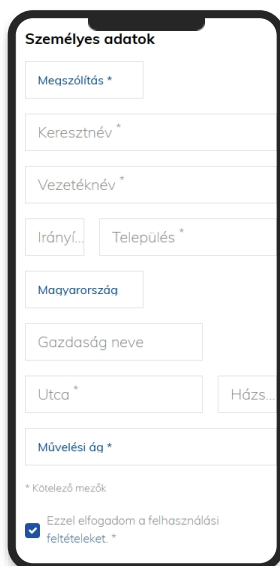 Személyes adatok
Megszólítás *
Keresztnév *
Vezetéknév *
Irányí... Település *
Magyarország
Gazdaság neve
Utca * Házs...
Művelési ág *
* Kötelező mezők
Ezzel elfogadom a felhasználási
feltételeket. *